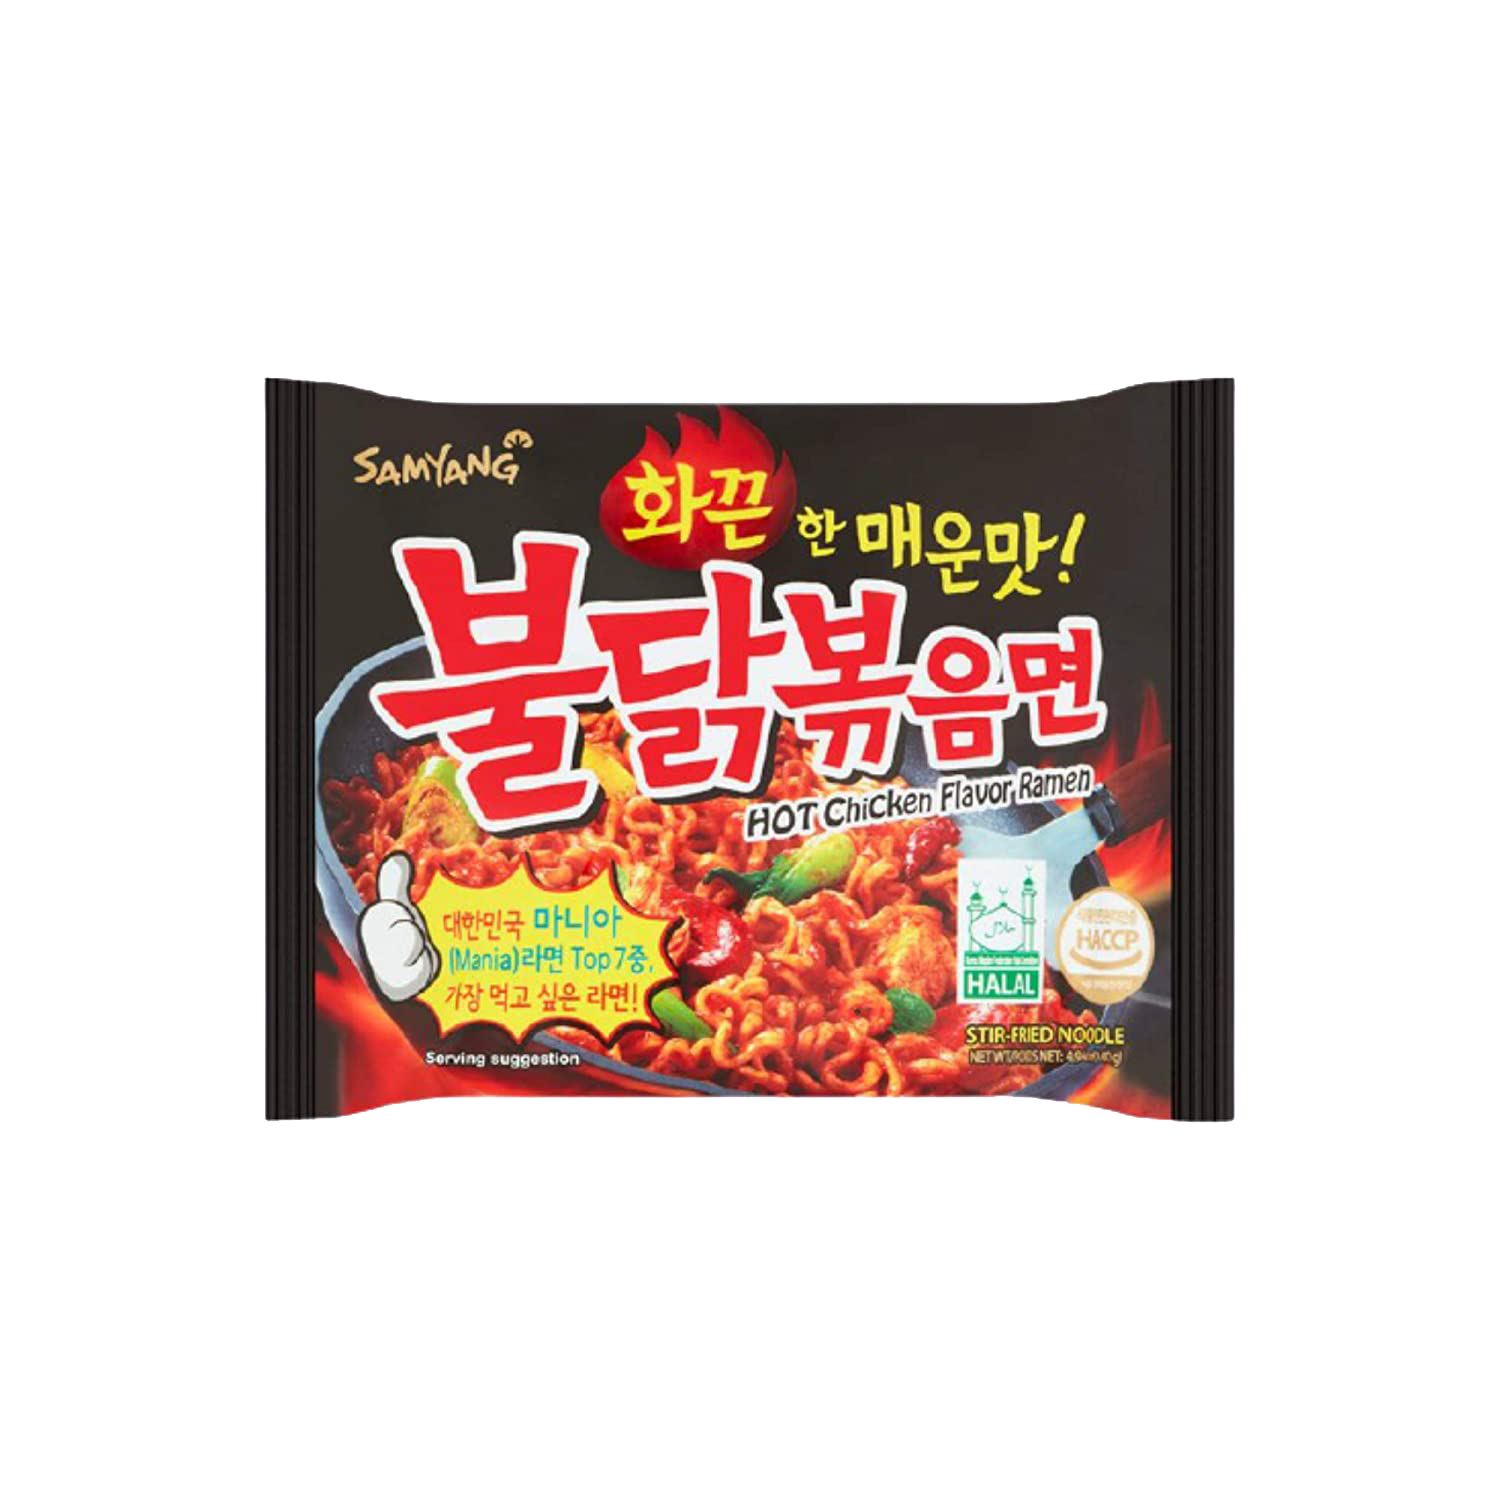 SAMYANG
화끈한 매운맛!
불닭볶음면
HOT Chicken Flavor Ramen
대한민국 마니아
(Mania)라면 Top 7중,
가장 먹고 싶은 라면!
Serving suggestion
HALAL
HACCP
STIR-FRIED NOODLE